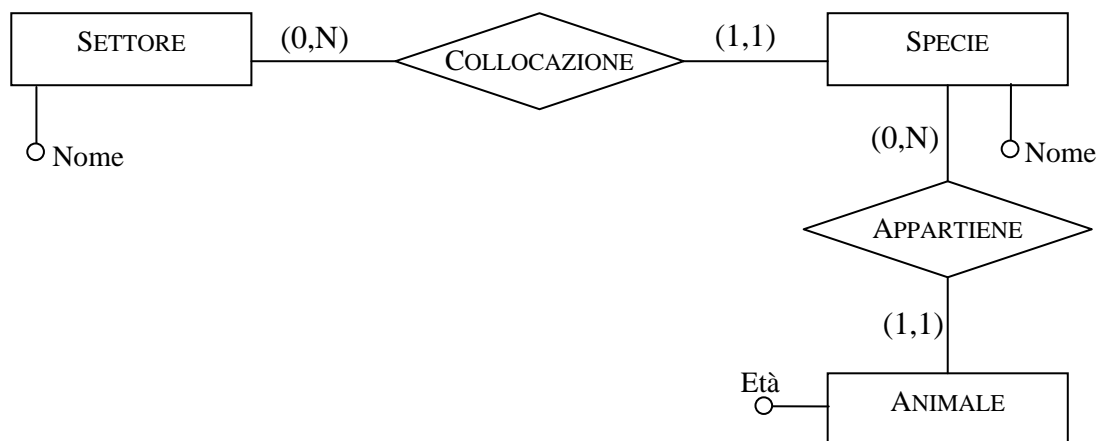 SETTORE
(0,N)
COLLOCAZIONE
(1,1)
SPECIE
Nome
(0,N)
Nome
APPARTIENE
(1,1)
Età
ANIMALE